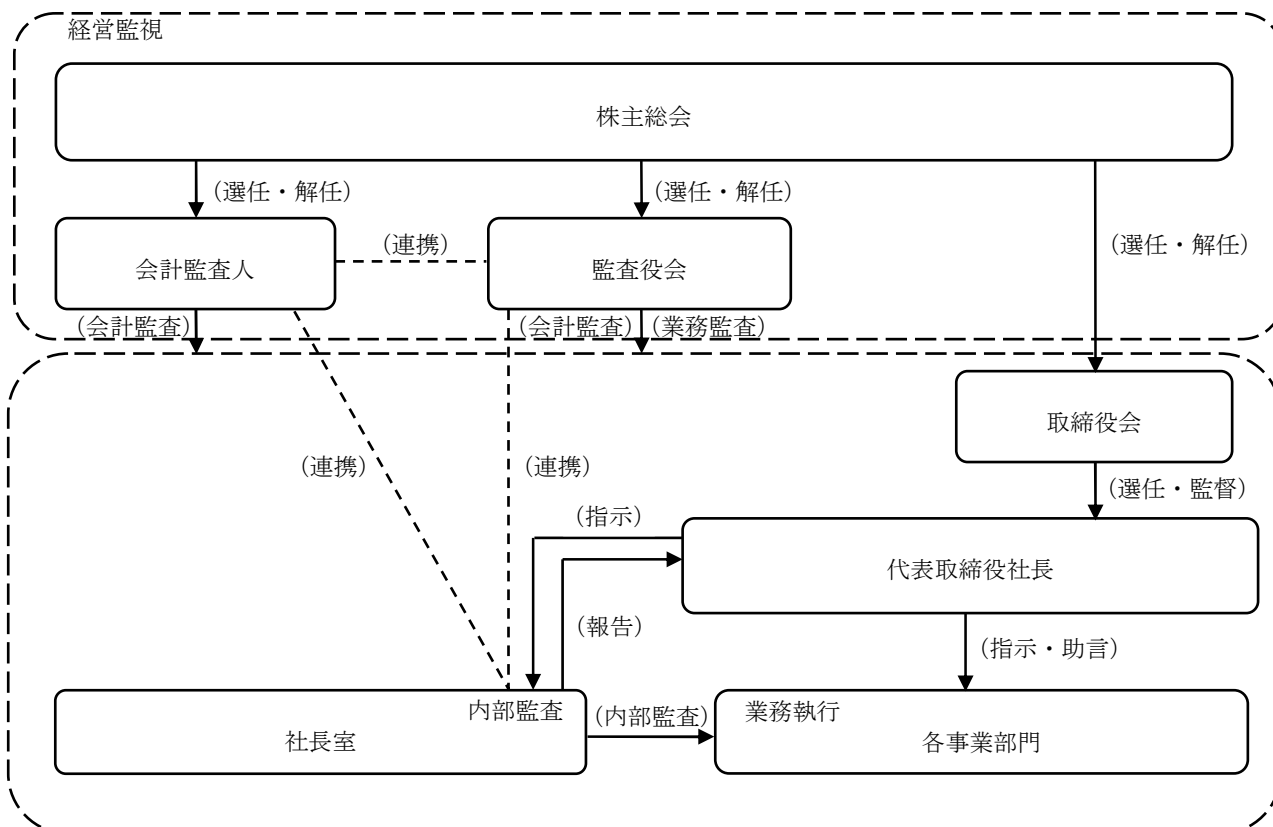 経営監視
株主総会
(選任・解任)
(選任・解任)
(選任・解任)
会計監査人
(連携)
監査役会
(会計監査)
(会計監査)
(業務監査)
取締役会
(選任・監督)
(連携)
(連携)
(指示)
代表取締役社長
(報告)
(指示・助言)
内部監査
社長室
(内部監査)
業務執行
各事業部門